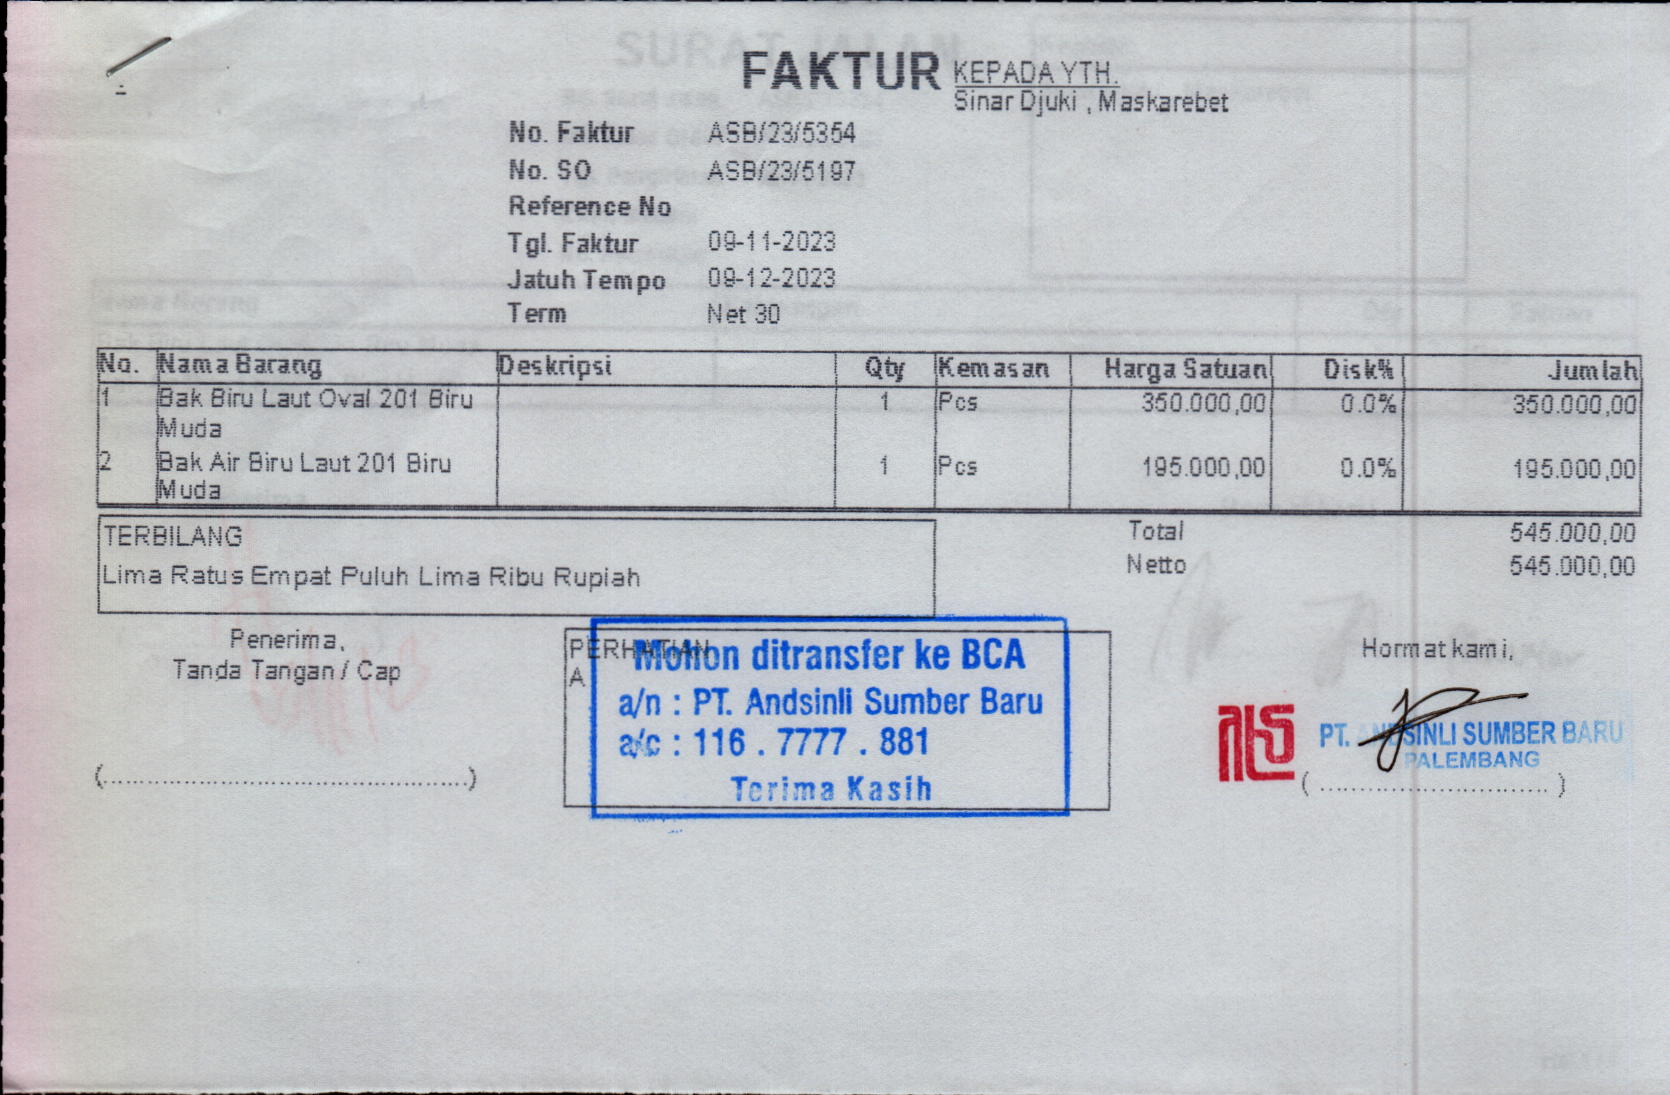 FAKTUR
KEPADA YTH.
Sinar Djuki , Maskarebet
No. Faktur ASB/23/5354
No. SO ASB/23/5197
Reference No
Tgl. Faktur 09-11-2023
Jatuh Tempo 09-12-2023
Term Net 30
No. Nama Barang Deskripsi Qty Kemasan Harga Satuan Disk% Jumlah
1 Bak Biru Laut Oval 201 Biru 1 Pcs 350.000,00 0.0% 350.000,00
Muda
2 Bak Air Biru Laut 201 Biru 1 Pcs 195.000,00 0.0% 195.000,00
Muda
TERBILANG
Lima Ratus Empat Puluh Lima Ribu Rupiah
Total 545.000,00
Netto 545.000,00
Penerima,
Tanda Tangan / Cap
(..............................................)
PERHATIAN
A
Mohon ditransfer ke BCA
a/n : PT. Andsinli Sumber Baru
a/c : 116 . 7777 . 881
Terima Kasih
Hormat kami,
PT. ANDSINLI SUMBER BARU
PALEMBANG
( ............................. )